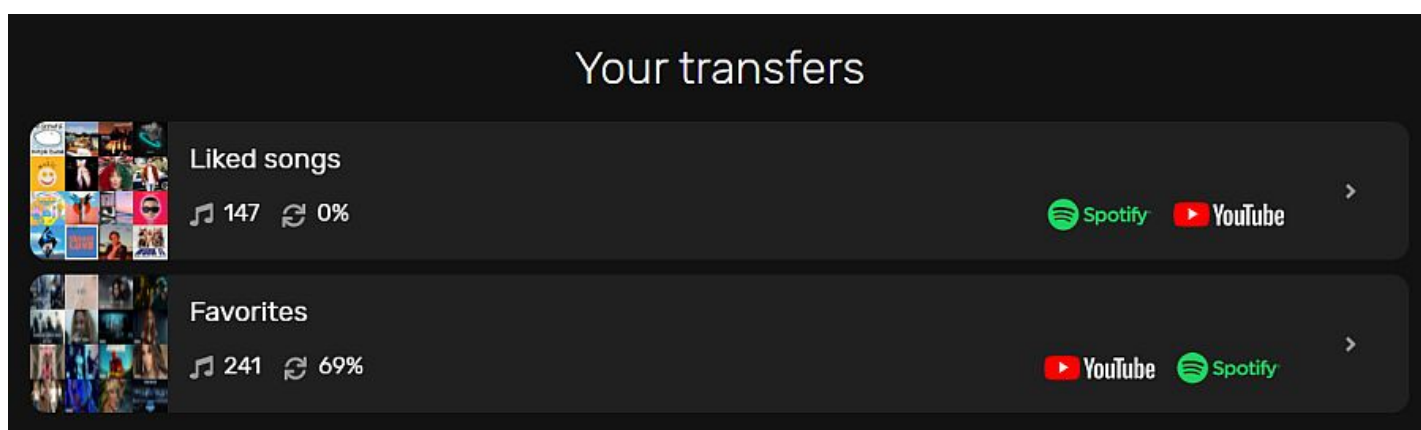 Your transfers
Liked songs
147 0%
Spotify YouTube
Favorites
241 69%
YouTube Spotify